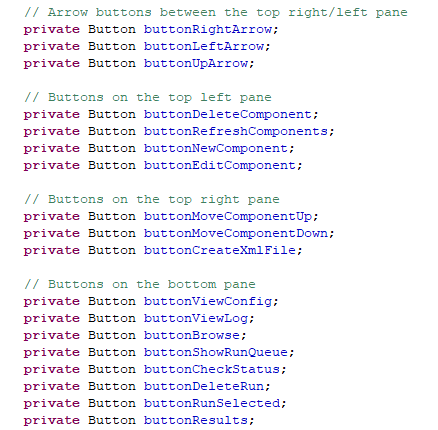 // Arrow buttons between the top right/left pane
private Button buttonRightArrow;
private Button buttonLeftArrow;
private Button buttonUpArrow;

// Buttons on the top left pane
private Button buttonDeleteComponent;
private Button buttonRefreshComponents;
private Button buttonNewComponent;
private Button buttonEditComponent;

// Buttons on the top right pane
private Button buttonMoveComponentUp;
private Button buttonMoveComponentDown;
private Button buttonCreateXmlFile;

// Buttons on the bottom pane
private Button buttonViewConfig;
private Button buttonViewLog;
private Button buttonBrowse;
private Button buttonShowRunQueue;
private Button buttonCheckStatus;
private Button buttonDeleteRun;
private Button buttonRunSelected;
private Button buttonResults;